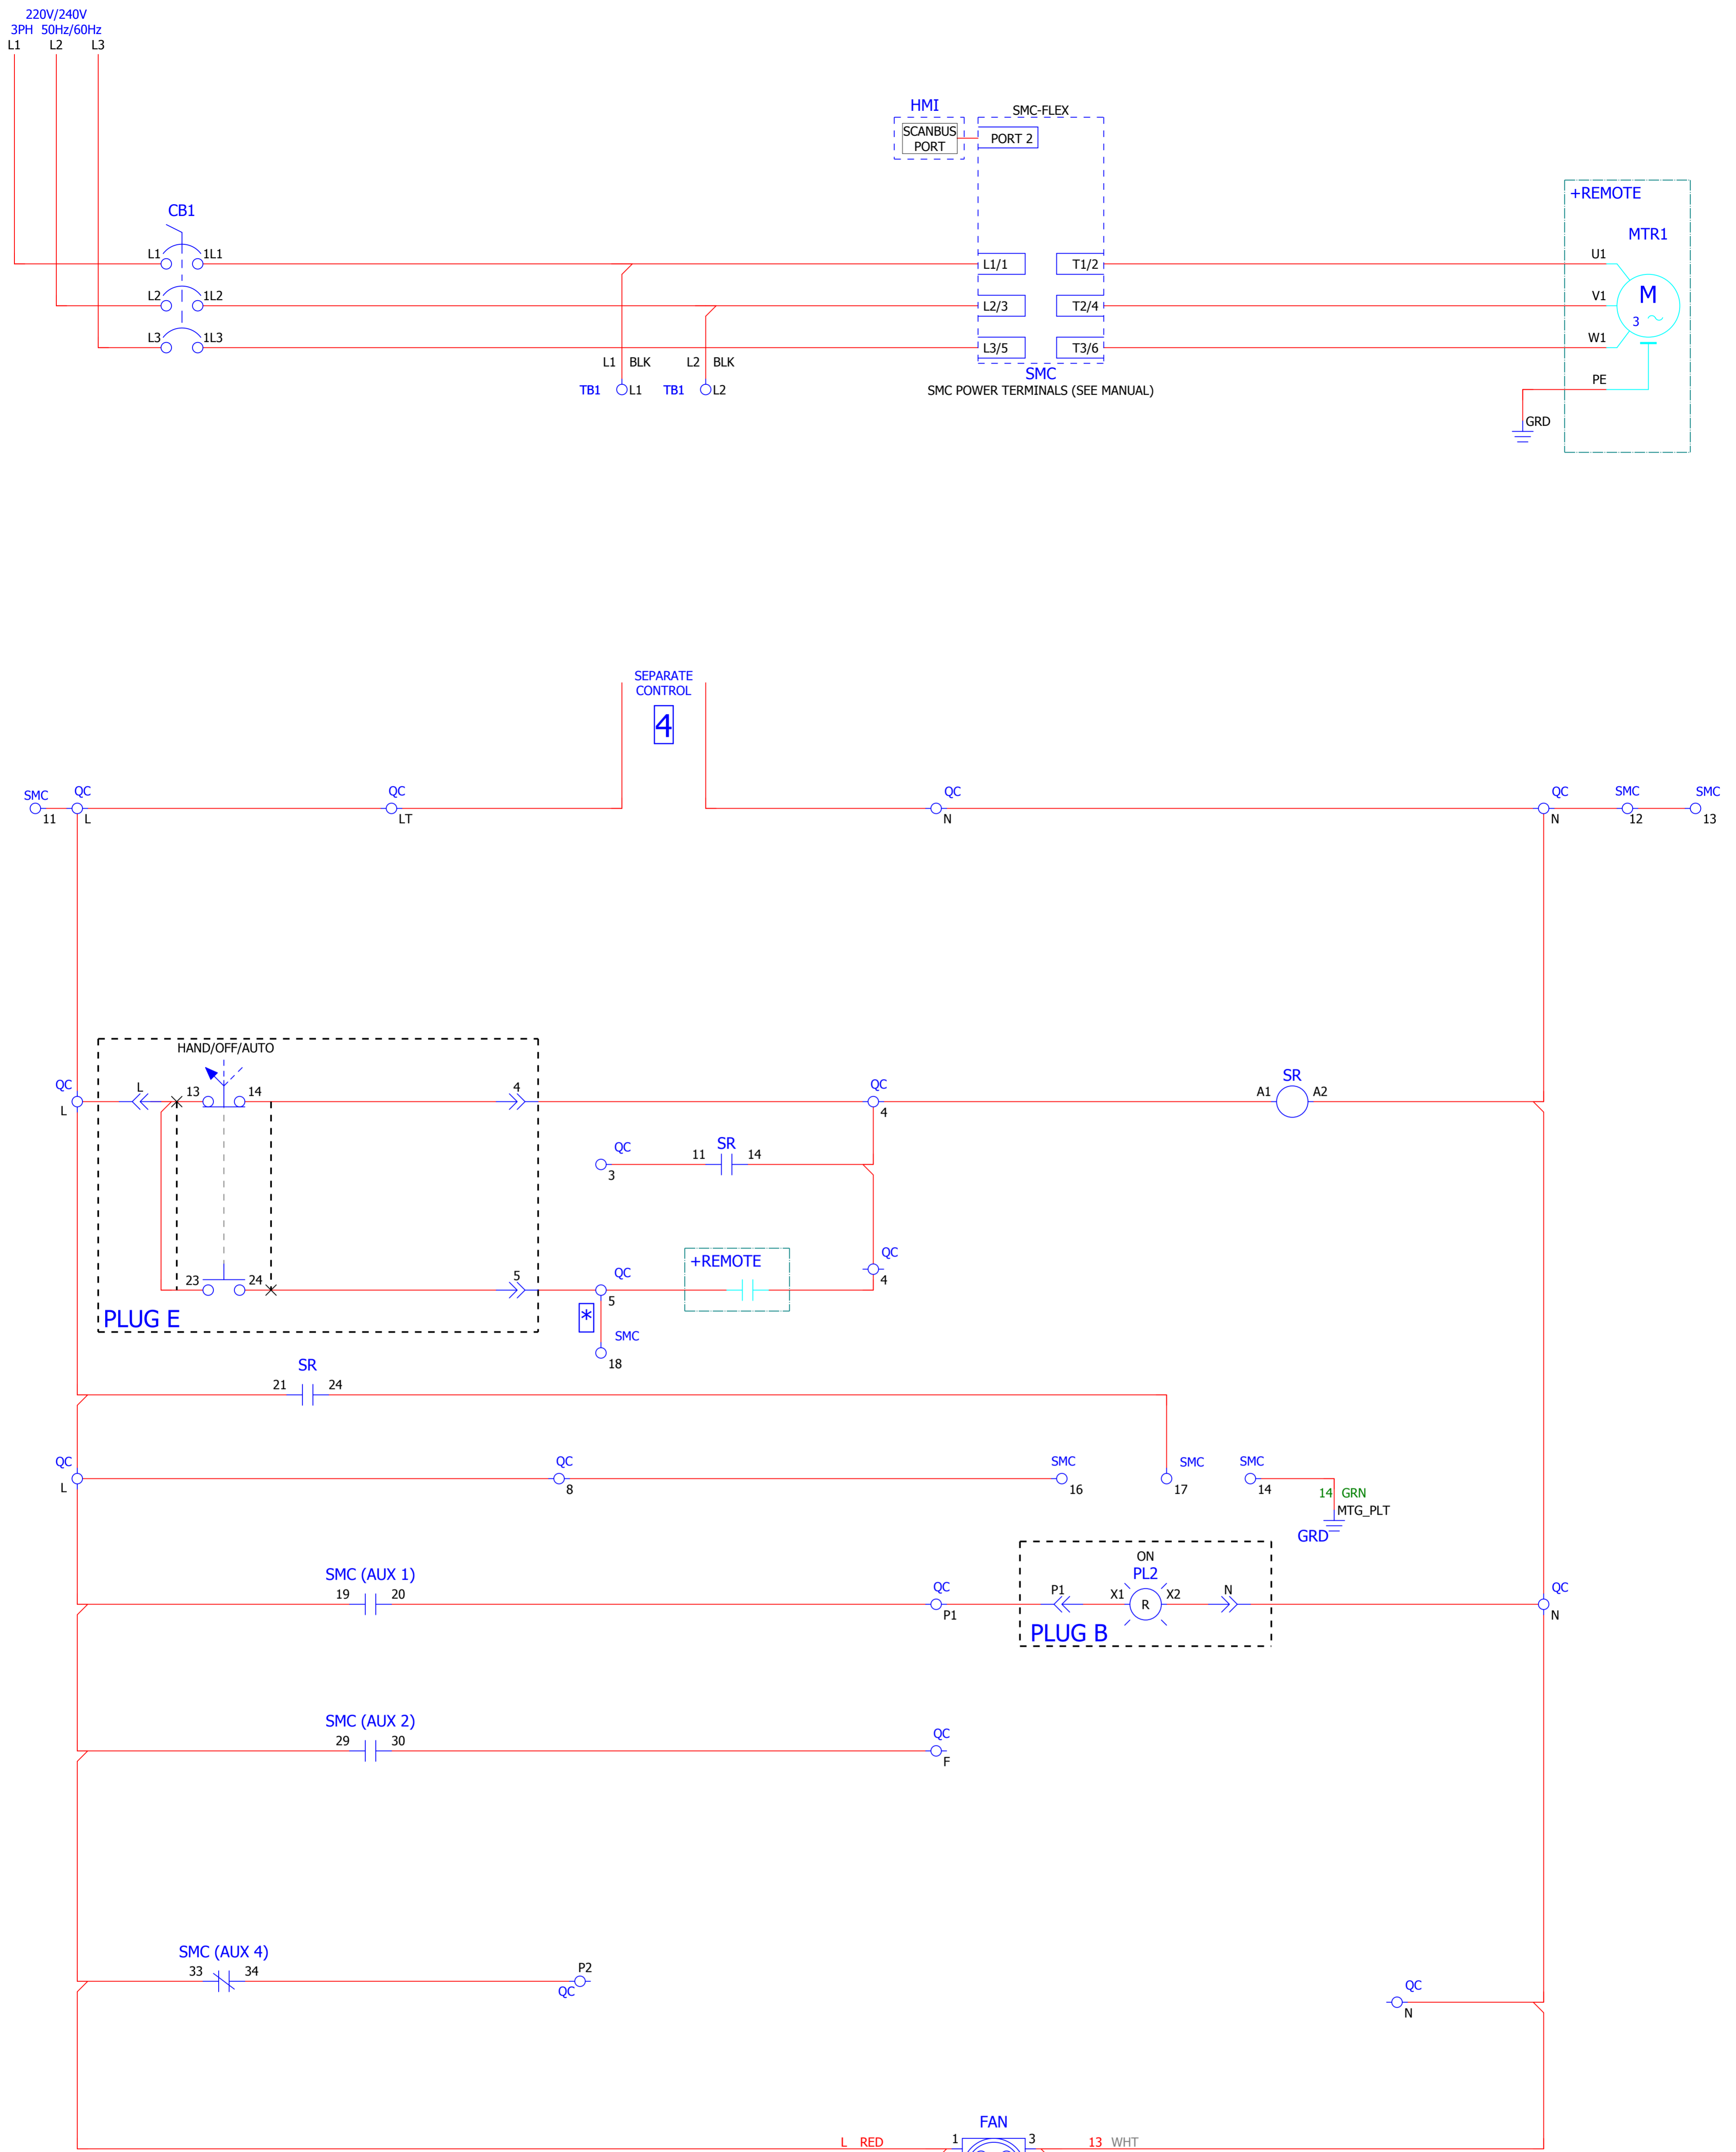 220V/240V
3PH 50Hz/60Hz
L1 L2 L3
HMI
SCANBUS
PORT
SMC-FLEX
PORT 2
+REMOTE
MTR1
CB1
L1 1L1
L1/1 T1/2
U1
L2 1L2
L2/3 T2/4
V1
M
3
L3 1L3
L3/5 T3/6
W1
L1 BLK
L2 BLK
SMC
SMC POWER TERMINALS (SEE MANUAL)
PE
TB1 L1
TB1 L2
GRD
SEPARATE
CONTROL
4
SMC
11
QC
L
QC
LT
QC
N
QC
N
SMC
12
SMC
13
HAND/OFF/AUTO
QC
L
L
13 14
4
QC
4
SR
A1 A2
QC
3
SR
11 14
+REMOTE
QC
4
23 24
5
QC
5
PLUG E
*
SMC
18
SR
21 24
QC
L
QC
8
SMC
16
SMC
17
SMC
14
14 GRN
MTG_PLT
GRD
SMC (AUX 1)
19 20
QC
P1
ON
PL2
P1
X1 R X2
N
PLUG B
QC
N
SMC (AUX 2)
29 30
QC
F
SMC (AUX 4)
33 34
P2
QC
QC
N
FAN
L RED
1 3
13 WHT